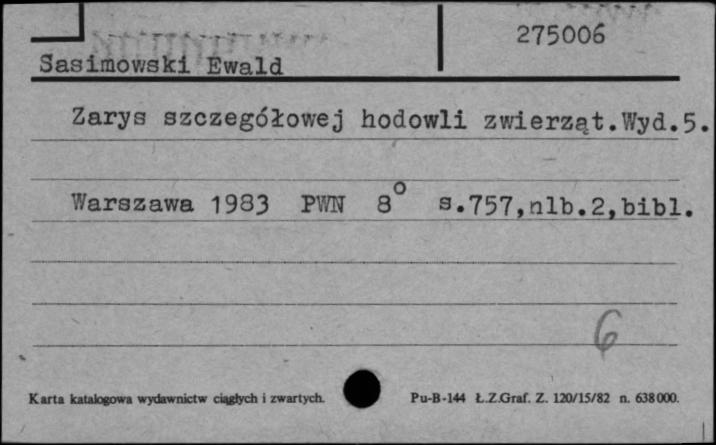 275006
Sasimowski Ewald
Zarys szczegółowej hodowli zwierząt.Wyd.5.
Warszawa 1983 PWN 8° s.757,nlb.2,bibl.
6
Karta katalogowa wydawnictw ciągłych i zwartych. Pu-B-144 Ł.Z.Graf. Z. 120/15/82 n. 638000.